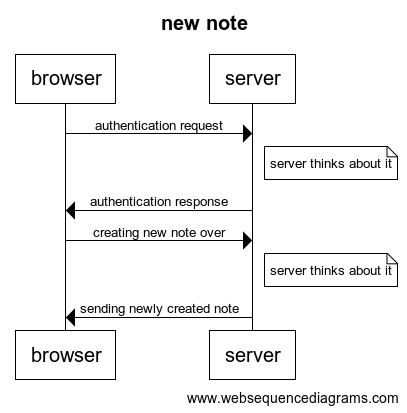 new note
browser
server
authentication request
server thinks about it
authentication response
creating new note over
server thinks about it
sending newly created note
browser
server
www.websequencediagrams.com